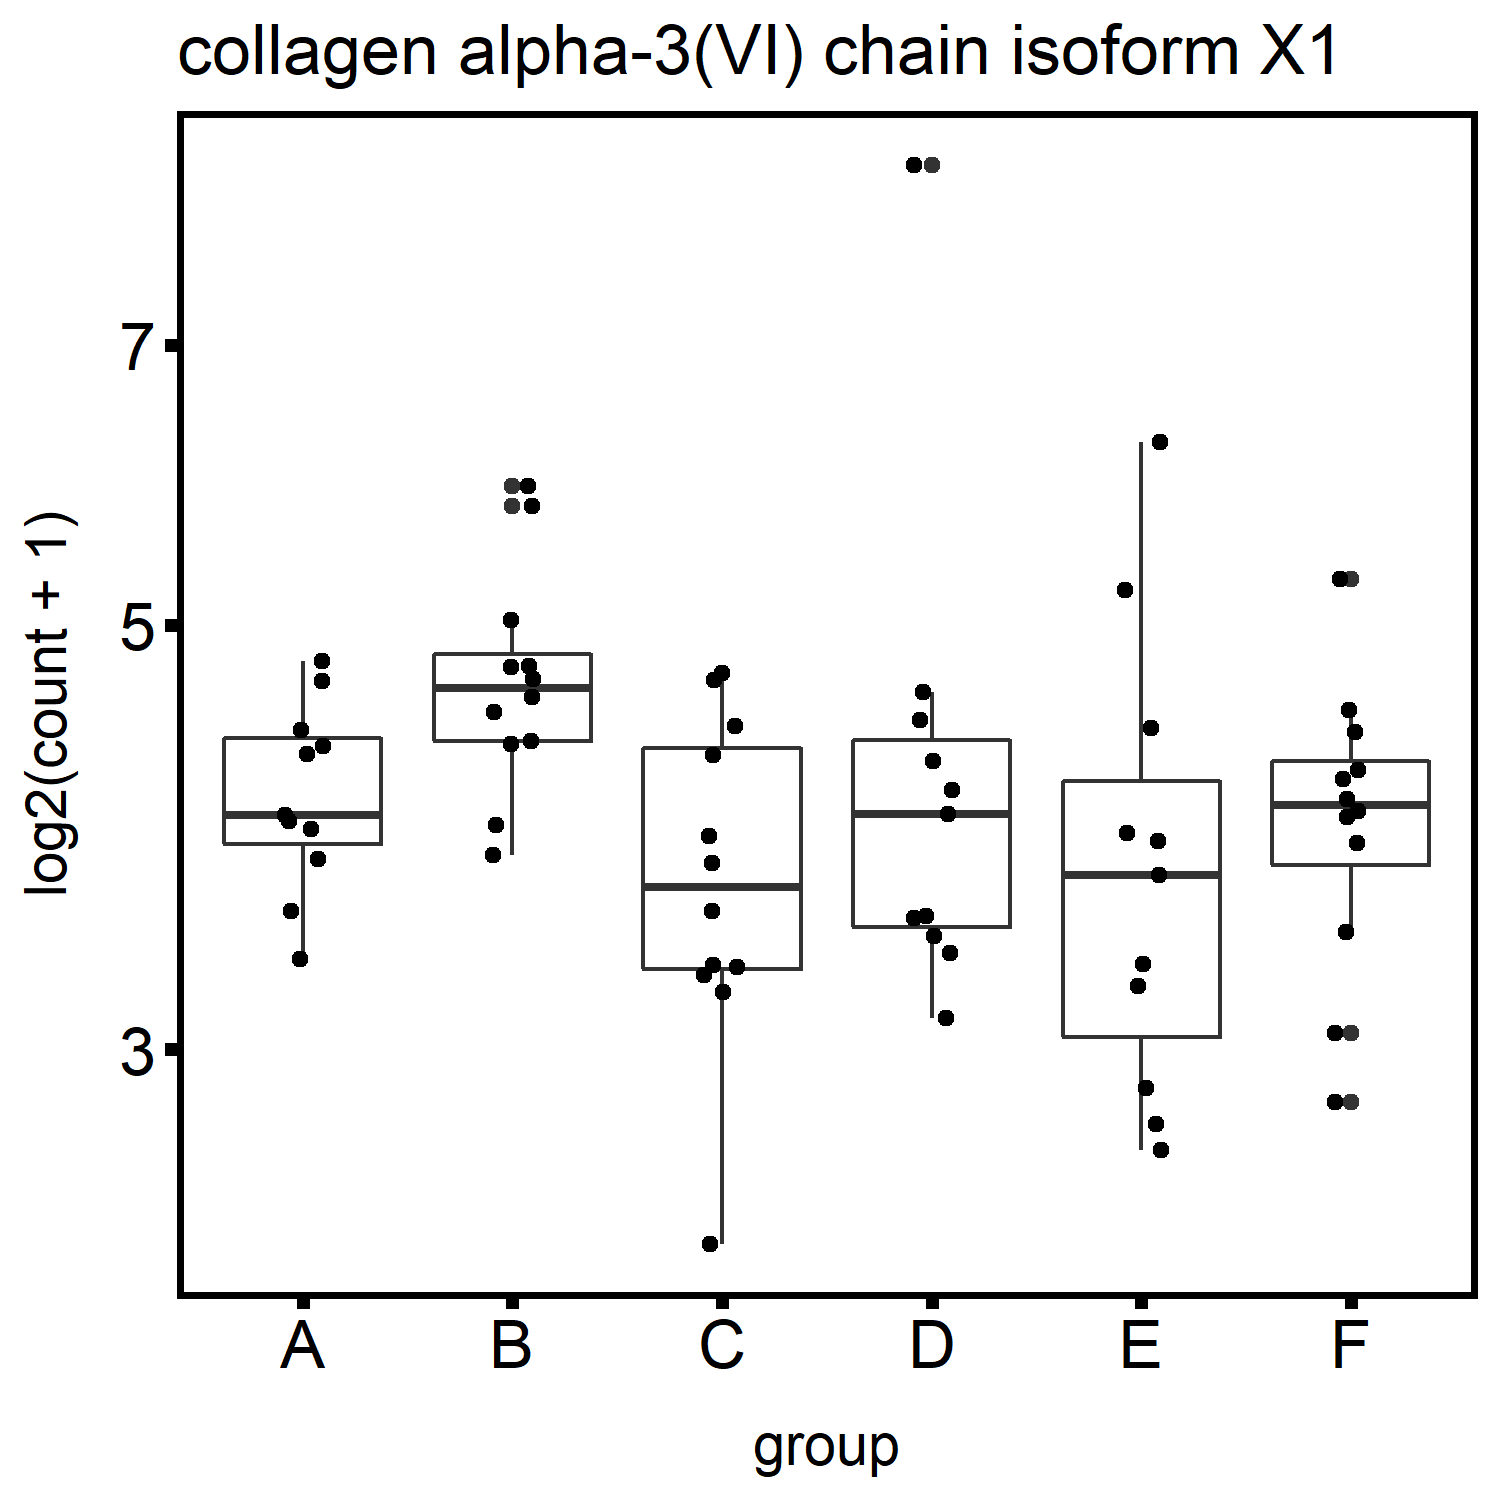 collagen alpha-3(VI) chain isoform X1
log2(count + 1)
7
5
3
A B C D E F
group